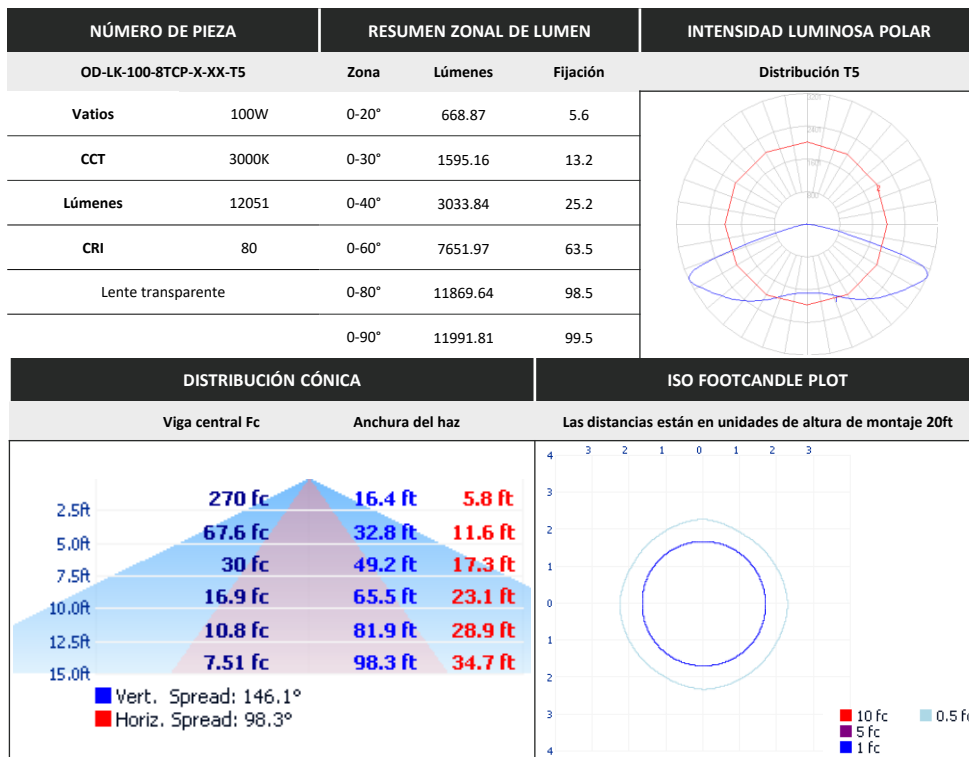 NÚMERO DE PIEZA
RESUMEN ZONAL DE LUMEN
INTENSIDAD LUMINOSA POLAR
OD-LK-100-8TCP-X-XX-T5
Zona Lúmenes Fijación
Distribución T5
Vatios 100W
0-20° 668.87 5.6
CCT 3000K
0-30° 1595.16 13.2
Lúmenes 12051
0-40° 3033.84 25.2
CRI 80
0-60° 7651.97 63.5
Lente transparente
0-80° 11869.64 98.5
0-90° 11991.81 99.5
DISTRIBUCIÓN CÓNICA
ISO FOOTCANDLE PLOT
Viga central Fc Anchura del haz
Las distancias están en unidades de altura de montaje 20ft
2.5ft 270 fc 16.4 ft 5.8 ft
5.0ft 67.6 fc 32.8 ft 11.6 ft
7.5ft 30 fc 49.2 ft 17.3 ft
10.0ft 16.9 fc 65.5 ft 23.1 ft
12.5ft 10.8 fc 81.9 ft 28.9 ft
15.0ft 7.51 fc 98.3 ft 34.7 ft
Vert. Spread: 146.1°
Horiz. Spread: 98.3°
3 2 1 0 1 2 3
4
3
2
1
0
1
2
3
4
10 fc
0.5 fc
5 fc
1 fc